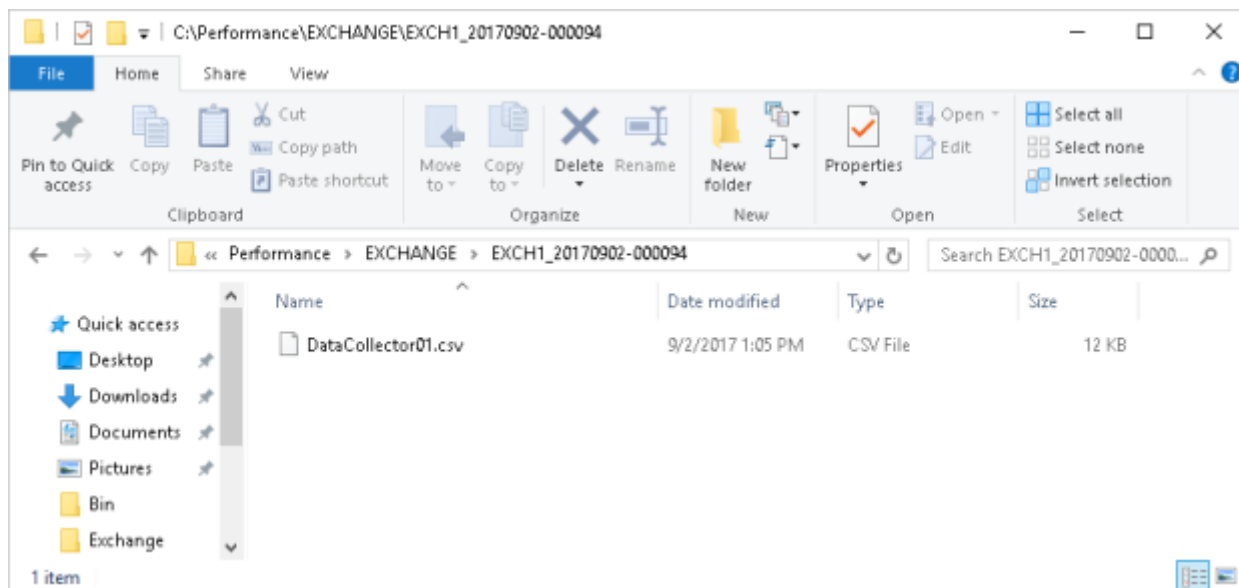 C:\Performance\EXCHANGE\EXCH1_20170902-000094
File Home Share View
Pin to Quick access
Copy
Paste
Cut
Copy path
Paste shortcut
Clipboard
Move to
Copy to
Delete
Rename
Organize
New folder
New
Properties
Open
Edit
Open
Select all
Select none
Invert selection
Select
« Performance > EXCHANGE > EXCH1_20170902-000094
Search EXCH1_20170902-0000...
Name Date modified Type Size
DataCollector01.csv 9/2/2017 1:05 PM CSV File 12 KB
Quick access
Desktop
Downloads
Documents
Pictures
Bin
Exchange
1 item